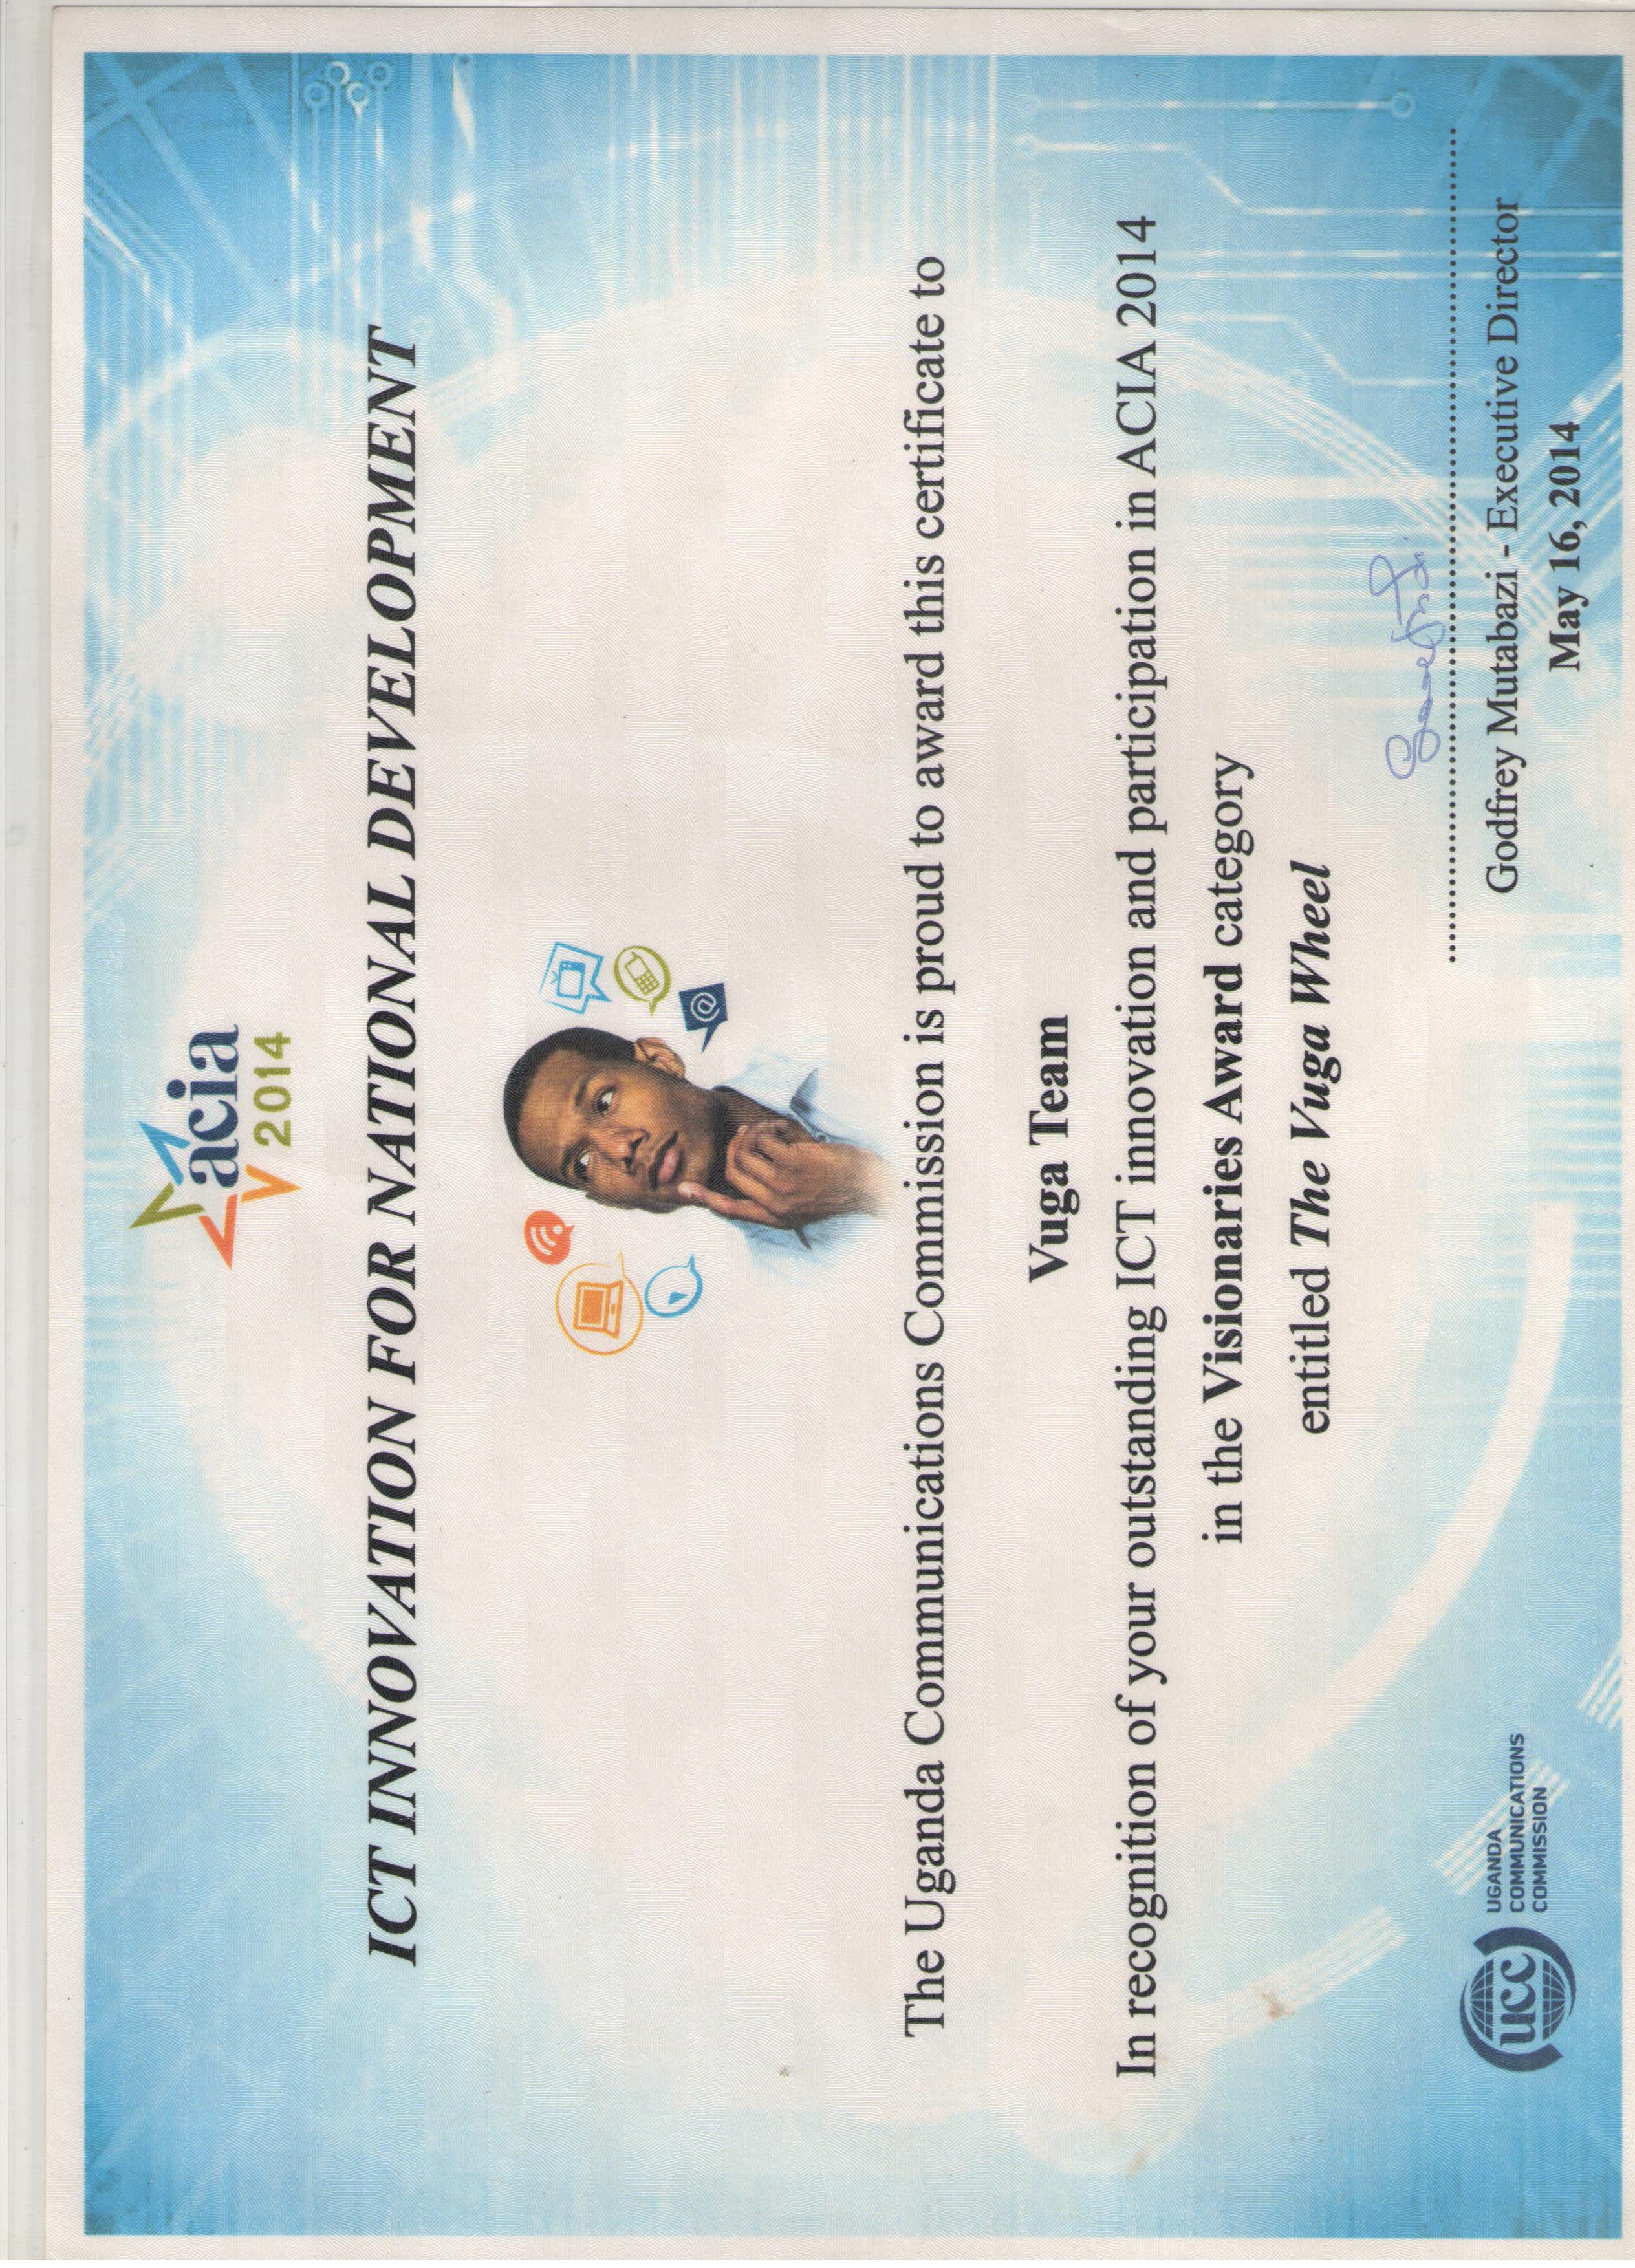 acia
2014
ICT INNOVATION FOR NATIONAL DEVELOPMENT
@
The Uganda Communications Commission is proud to award this certificate to
Vuga Team
In recognition of your outstanding ICT innovation and participation in ACIA 2014
in the Visionaries Award category
entitled The Vuga Wheel
Godfrey Mutabazi - Executive Director
May 16, 2014
ucc
UGANDA
COMMUNICATIONS
COMMISSION